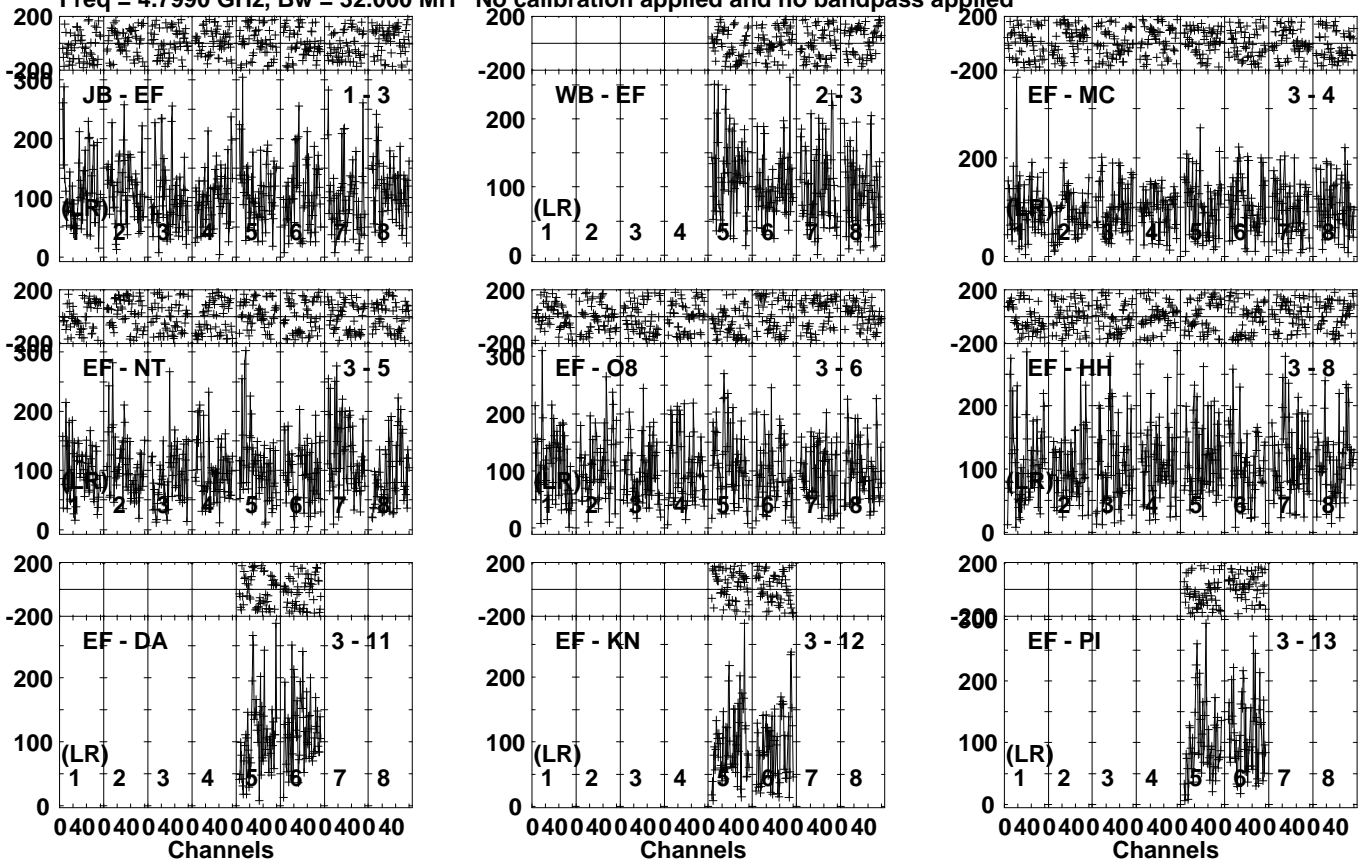 Freq = 4.7990 GHz, Bw = 32.000 MH No calibration applied and no bandpass applied
200 200 200
-200 -200 -200
300 JB - EF 1 - 3 WB - EF 2 - 3 EF - MC 3 - 4
200 200 200
100 100
(LR) (LR) (LR)
1 2 3 4 5 6 7 8 1 2 3 4 5 6 7 8 1 2 3 4 5 6 7 8
0 0 0
200 200 200
-200 -200 -200
300 EF - NT 3 - 5 300 EF - O8 3 - 6 EF - HH 3 - 8
200 200 200
100 100 100
(LR) (LR) (LR)
1 2 3 4 5 6 7 8 1 2 3 4 5 6 7 8 1 2 3 4 5 6 7 8
0 0 0
200 200 200
-200 -200 -200
EF - DA 3 - 11 EF - KN 3 - 12 300 EF - PI 3 - 13
200 200 200
100 100 100
(LR) (LR) (LR)
1 2 3 4 5 6 7 8 1 2 3 4 5 6 7 8 1 2 3 4 5 6 7 8
0 0 0
0 40 0 40 0 40 0 40 0 40 0 40 0 40 0 40 0 40 0 40 0 40 0 40 0 40 0 40 0 40 0 40 0 40 0 40 0 40 0 40 0 40 0 40 0 40 0 40
Channels Channels Channels